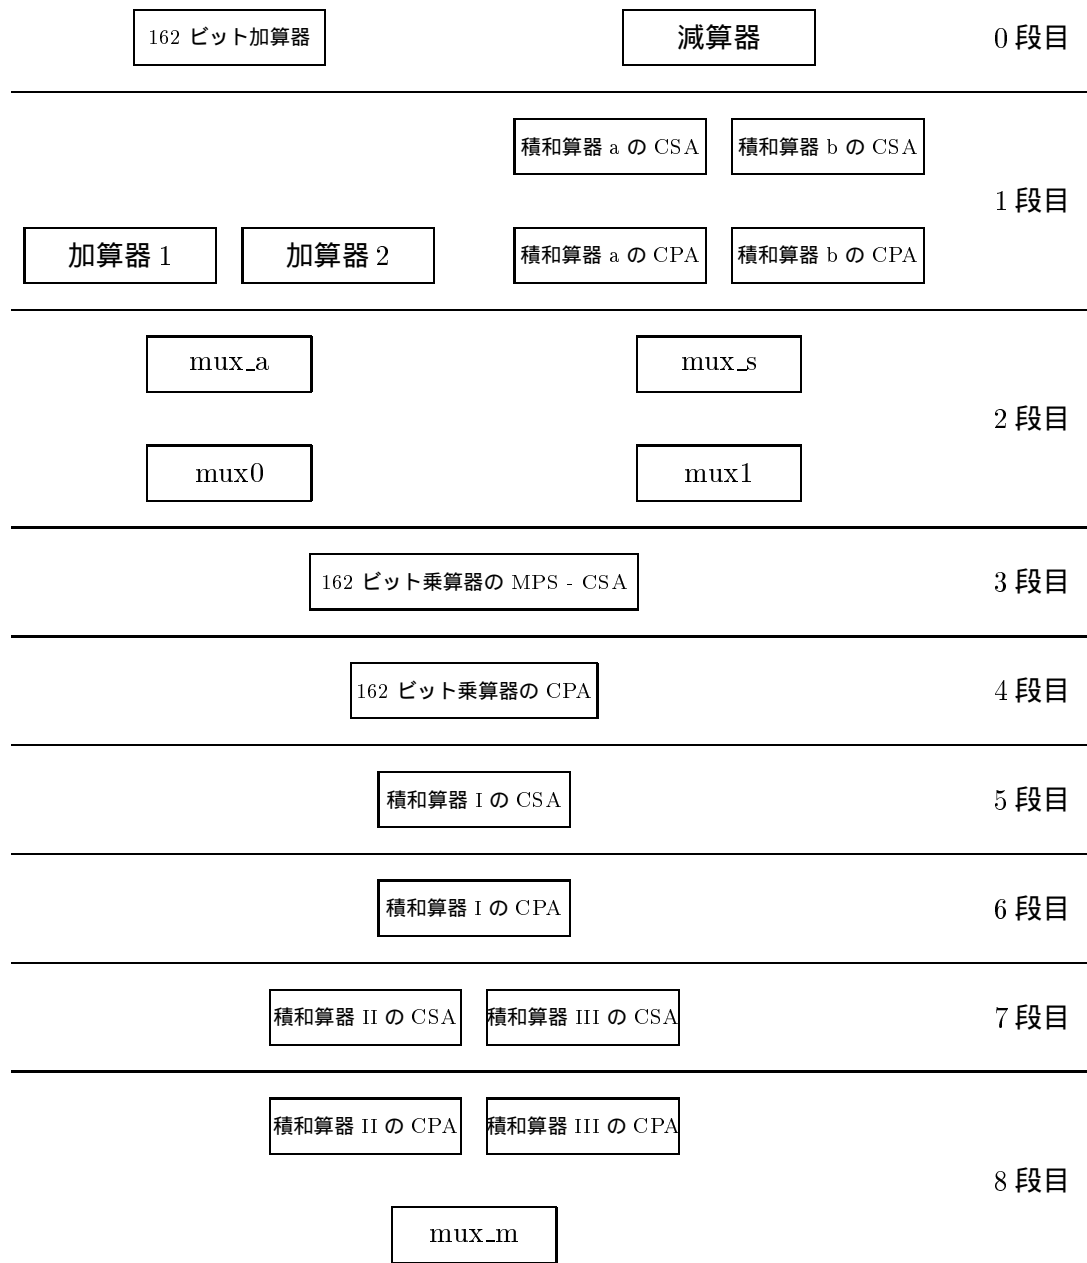 162 ビット加算器
減算器
0 段目
積和算器 a の CSA
積和算器 b の CSA
1 段目
加算器 1
加算器 2
積和算器 a の CPA
積和算器 b の CPA
mux_a
mux_s
2 段目
mux0
mux1
162 ビット乗算器の MPS - CSA
3 段目
162 ビット乗算器の CPA
4 段目
積和算器 I の CSA
5 段目
積和算器 I の CPA
6 段目
積和算器 II の CSA
積和算器 III の CSA
7 段目
積和算器 II の CPA
積和算器 III の CPA
8 段目
mux_m